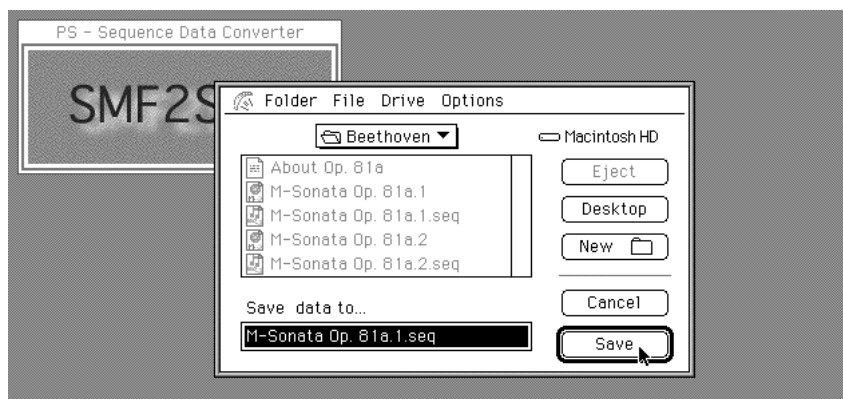 PS - Sequence Data Converter
SMF2S
Folder File Drive Options
Beethoven
Macintosh HD
About Op. 81a
M-Sonata Op. 81a.1
M-Sonata Op. 81a.1.seq
M-Sonata Op. 81a.2
M-Sonata Op. 81a.2.seq
Eject
Desktop
New
Save data to...
M-Sonata Op. 81a.1.seq
Cancel
Save